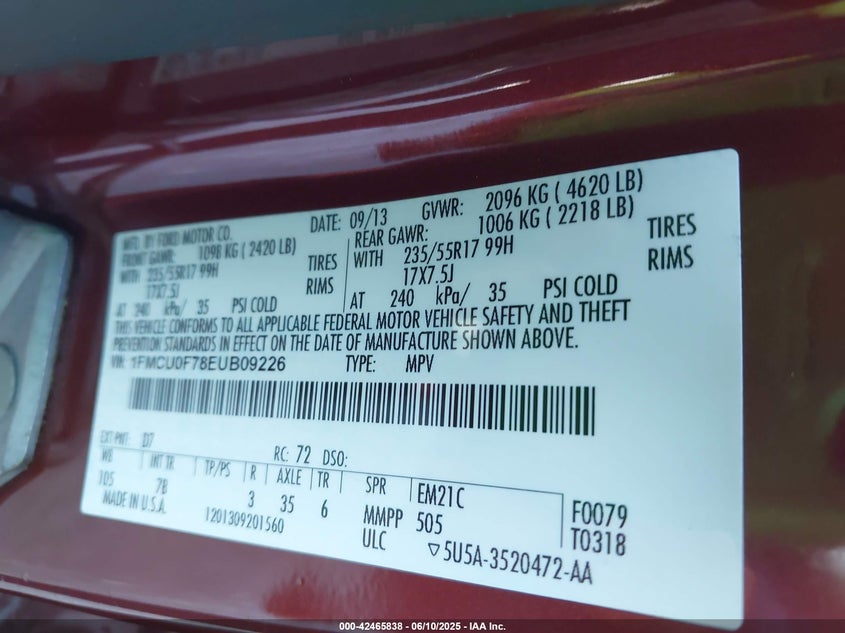 MFD. BY FORD MOTOR CO. DATE: 09/13 GVWR: 2096 KG ( 4620 LB)
FRONT GAWR: 1098 KG ( 2420 LB) REAR GAWR: 1006 KG ( 2218 LB)
WITH 235/55R17 99H TIRES WITH 235/55R17 99H TIRES
17X7.5J RIMS 17X7.5J RIMS
AT 240 kPa/ 35 PSI COLD AT 240 kPa/ 35 PSI COLD
THIS VEHICLE CONFORMS TO ALL APPLICABLE FEDERAL MOTOR VEHICLE SAFETY AND THEFT
PREVENTION STANDARDS IN EFFECT ON THE DATE OF MANUFACTURE SHOWN ABOVE.
VIN: 1FMCU0F78EUB09226 TYPE: MPV
EXT PNT: D7 RC: 72 DSO:
WB INT TR TP/PS R AXLE TR SPR EM21C F0079
105 7B 3 35 6 MMPP 505 T0318
MADE IN U.S.A. 1201309201560 ULC ▽5U5A-3520472-AA
000-42465838 - 06/10/2025 - IAA Inc.